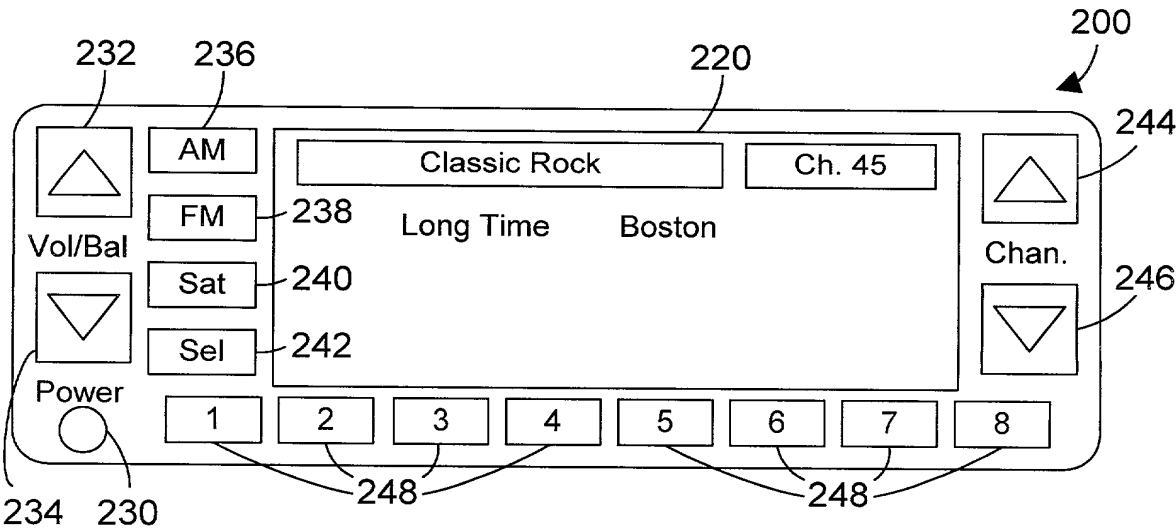 200
232
236
220
244
AM
Classic Rock
Ch. 45
FM
238
Long Time Boston
Vol/Bal
Chan.
Sat
240
246
Sel
242
Power
1 2 3 4 5 6 7 8
234
230
248
248